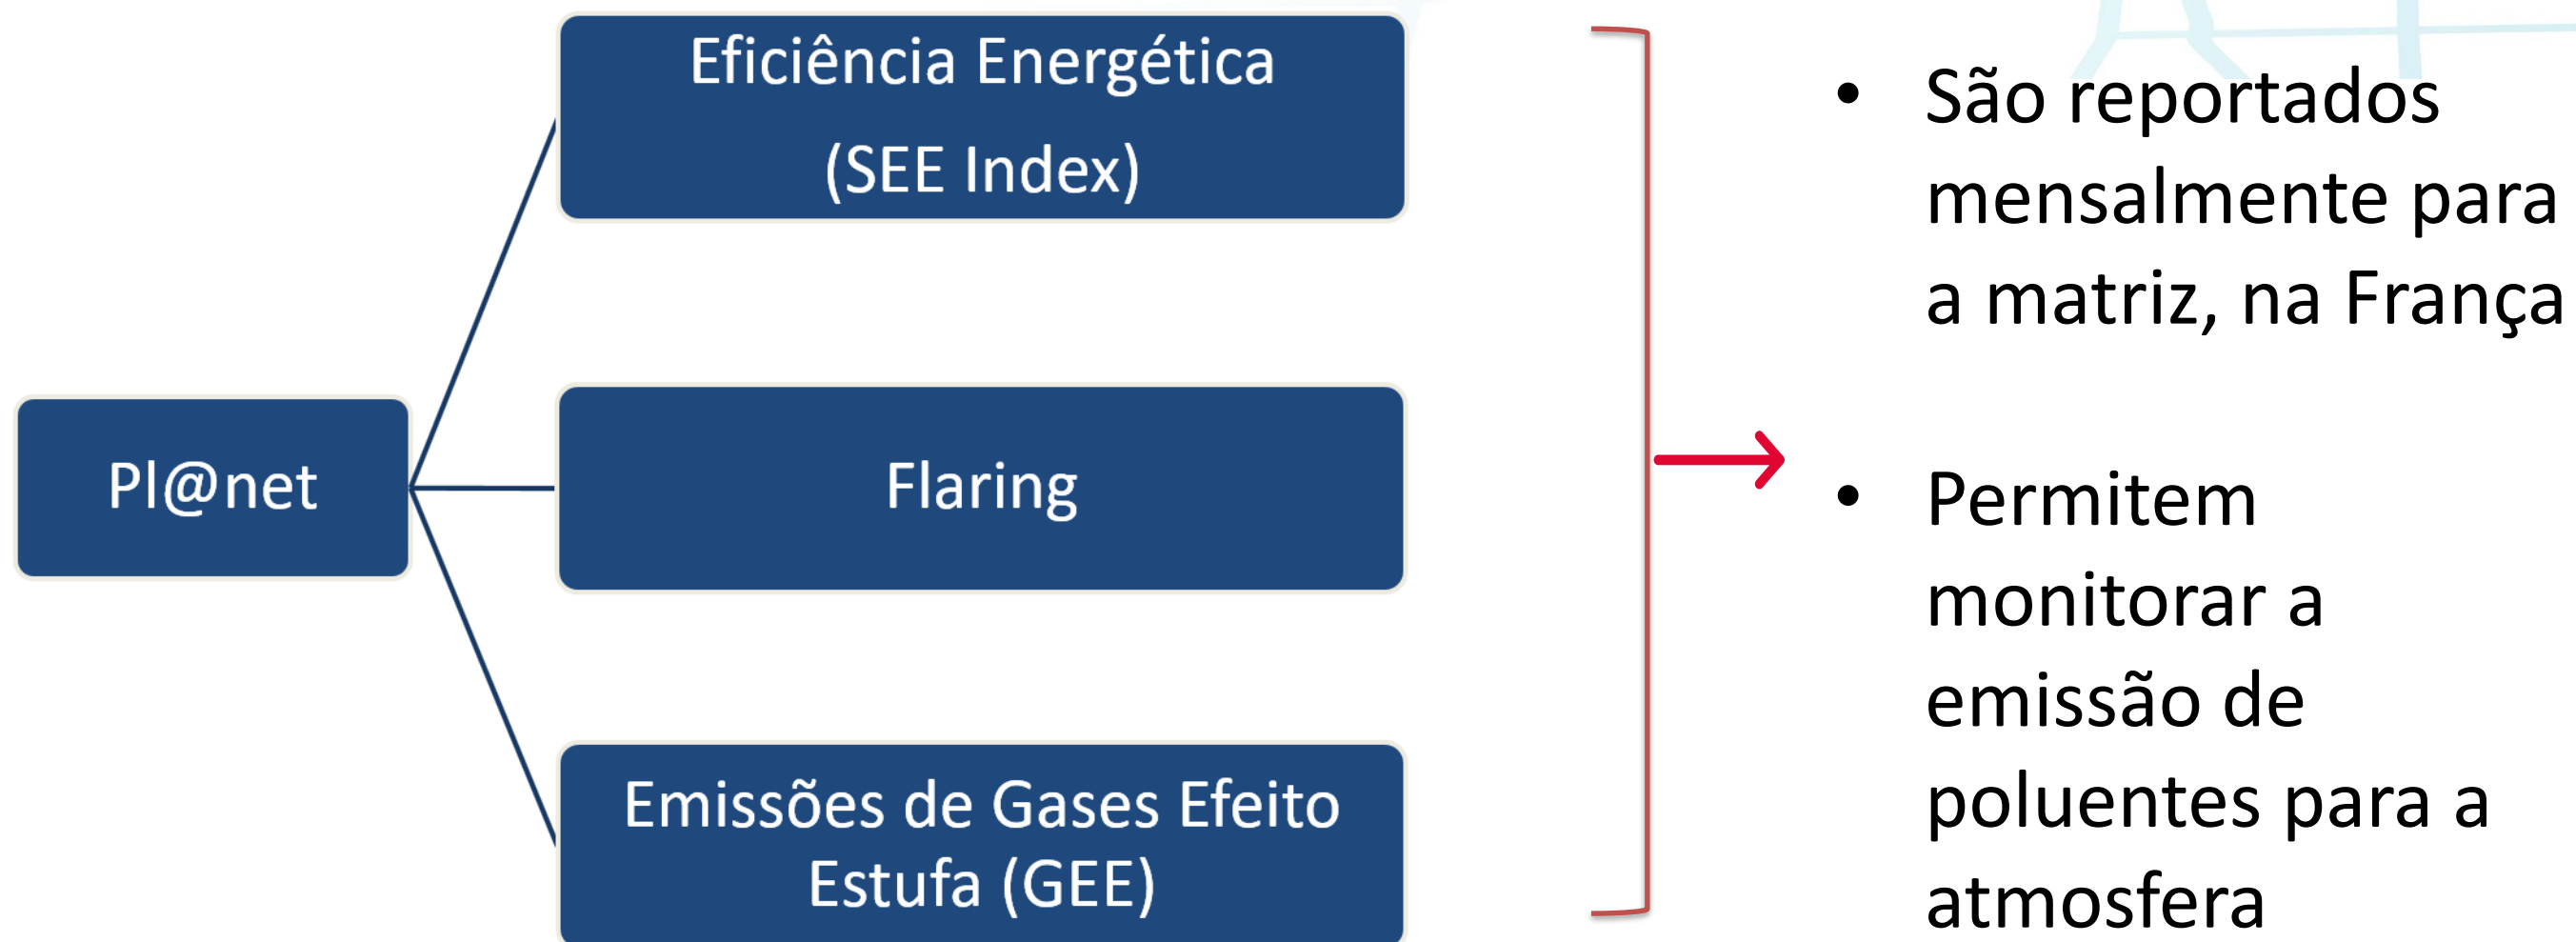 Eficiência Energética
(SEE Index)
Pl@net
Flaring
Emissões de Gases Efeito
Estufa (GEE)
• São reportados
mensalmente para
a matriz, na França
• Permitem
monitorar a
emissão de
poluentes para a
atmosfera